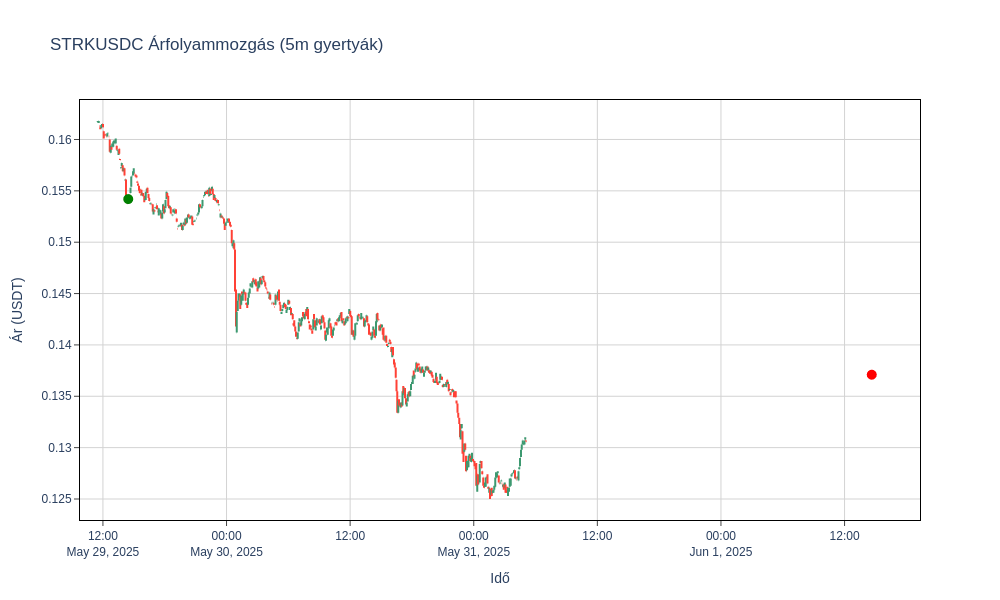 STRKUSDC Árfolyammozgás (5m gyertyák)
Ár (USDT)
0.16
0.155
0.15
0.145
0.14
0.135
0.13
0.125
12:00 00:00 12:00 00:00 12:00 00:00 12:00
May 29, 2025 May 30, 2025 May 31, 2025 Jun 1, 2025
Idő